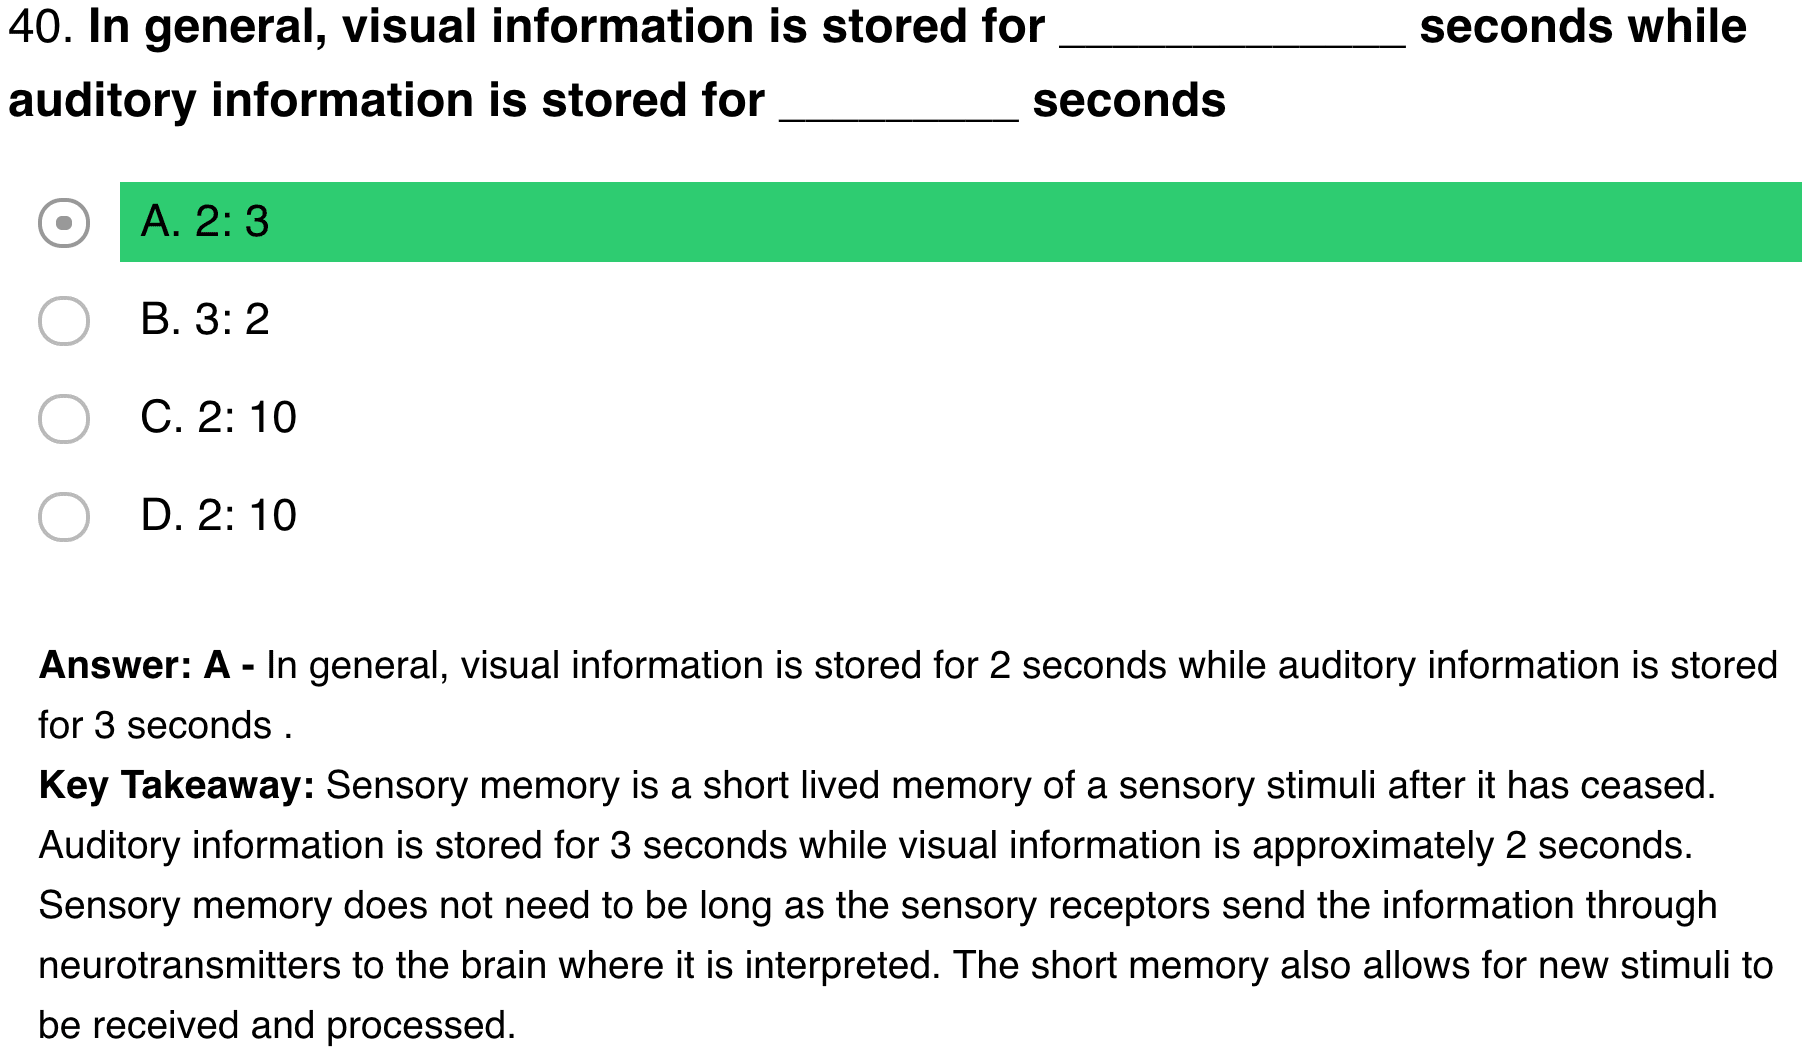 40. In general, visual information is stored for _____________ seconds while
auditory information is stored for _________ seconds
A. 2: 3
B. 3: 2
C. 2: 10
D. 2: 10
Answer: A - In general, visual information is stored for 2 seconds while auditory information is stored
for 3 seconds .
Key Takeaway: Sensory memory is a short lived memory of a sensory stimuli after it has ceased.
Auditory information is stored for 3 seconds while visual information is approximately 2 seconds.
Sensory memory does not need to be long as the sensory receptors send the information through
neurotransmitters to the brain where it is interpreted. The short memory also allows for new stimuli to
be received and processed.